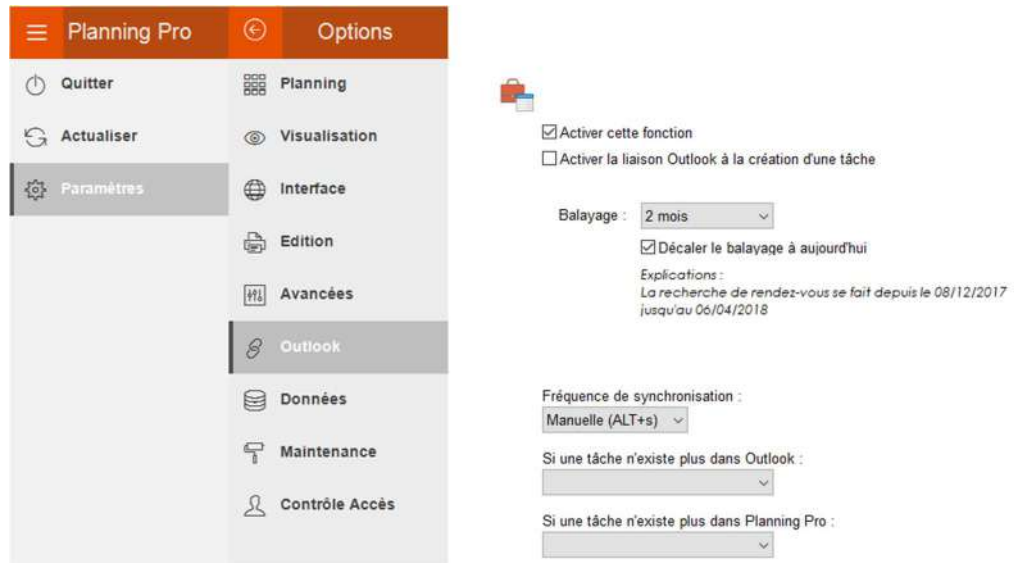 Planning Pro
Options
Quitter
Actualiser
Paramètres
Planning
Visualisation
Interface
Edition
Avancées
Outlook
Données
Maintenance
Contrôle Accès
Activer cette fonction
Activer la liaison Outlook à la création d'une tâche
Balayage : 2 mois
Décaler le balayage à aujourd'hui
Explications :
La recherche de rendez-vous se fait depuis le 08/12/2017
jusqu'au 06/04/2018
Fréquence de synchronisation :
Manuelle (ALT+s)
Si une tâche n'existe plus dans Outlook :
Si une tâche n'existe plus dans Planning Pro :